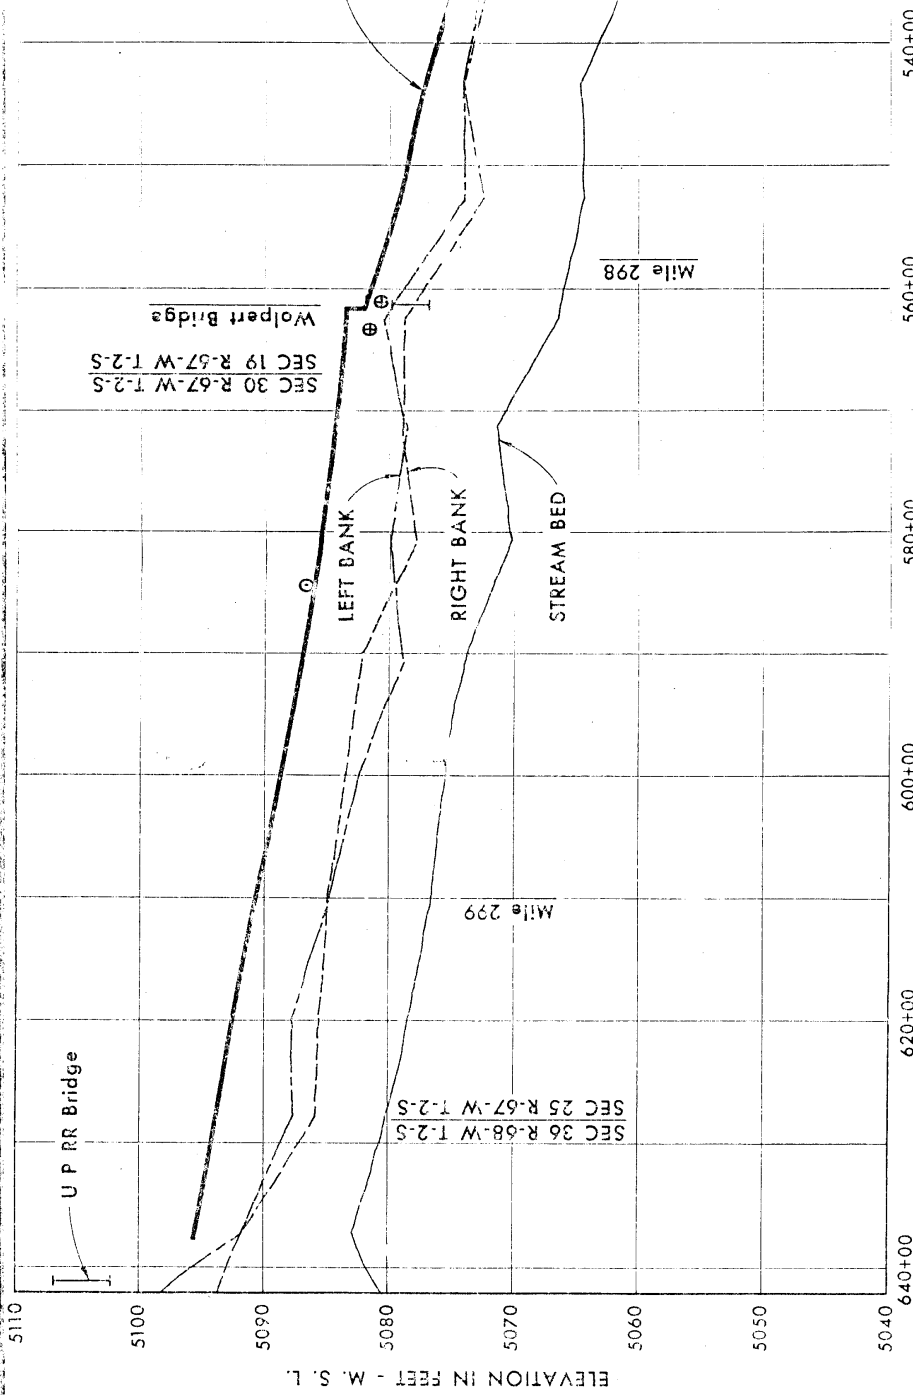 5110
5100
5090
5080
5070
5060
5050
5040
ELEVATION IN FEET - M. S. L.
640+00
620+00
600+00
580+00
560+00
540+00
U P RR Bridge
SEC 36 R-68-W T-2-S
SEC 25 R-67-W T-2-S
Mile 299
LEFT BANK
RIGHT BANK
STREAM BED
SEC 30 R-67-W T-2-S
SEC 19 R-67-W T-2-S
Wolpert Bridge
Mile 298